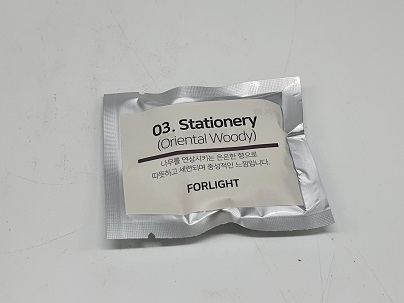 03. Stationery
(Oriental Woody)
나무를 연상시키는 은은한 향으로
따뜻하고 세련되며 중성적인 느낌입니다.
FORLIGHT